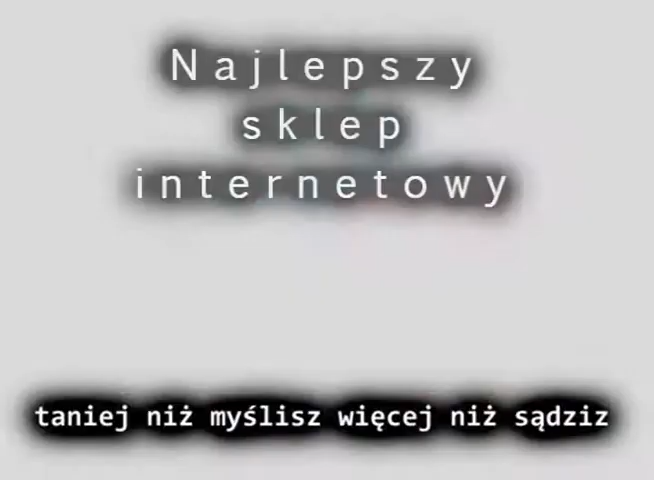 Najlepszy
sklep
internetowy
taniej niż myślisz więcej niż sądziz